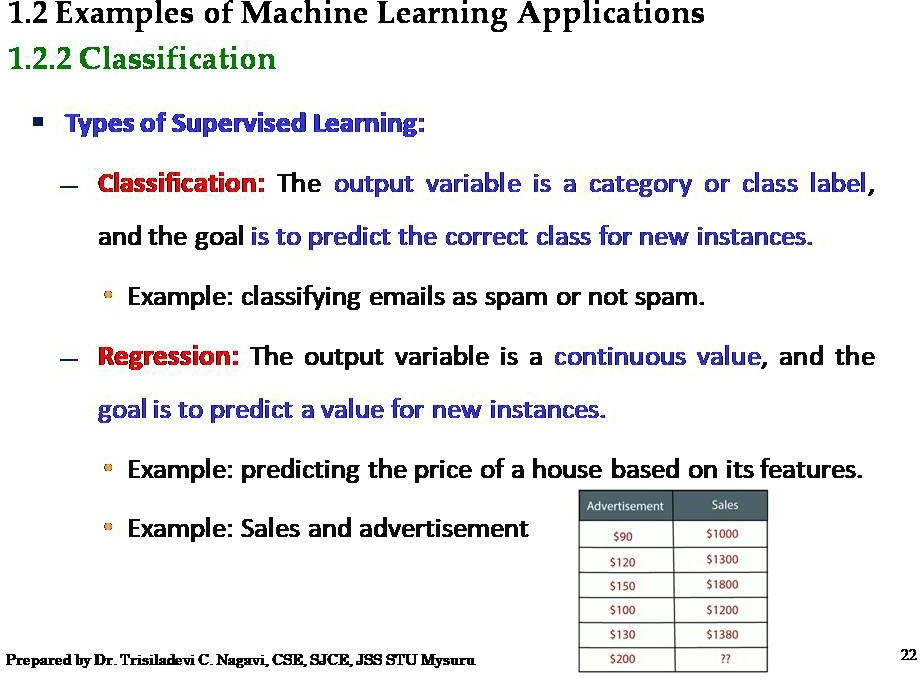 1.2 Examples of Machine Learning Applications
1.2.2 Classification
▪ Types of Supervised Learning:
– Classification: The output variable is a category or class label,
and the goal is to predict the correct class for new instances.
• Example: classifying emails as spam or not spam.
– Regression: The output variable is a continuous value, and the
goal is to predict a value for new instances.
• Example: predicting the price of a house based on its features.
• Example: Sales and advertisement
Advertisement Sales
$90 $1000
$120 $1300
$150 $1800
$100 $1200
$130 $1380
$200 ??
Prepared by Dr. Trisiladevi C. Nagavi, CSE, SJCE, JSS STU Mysuru
22